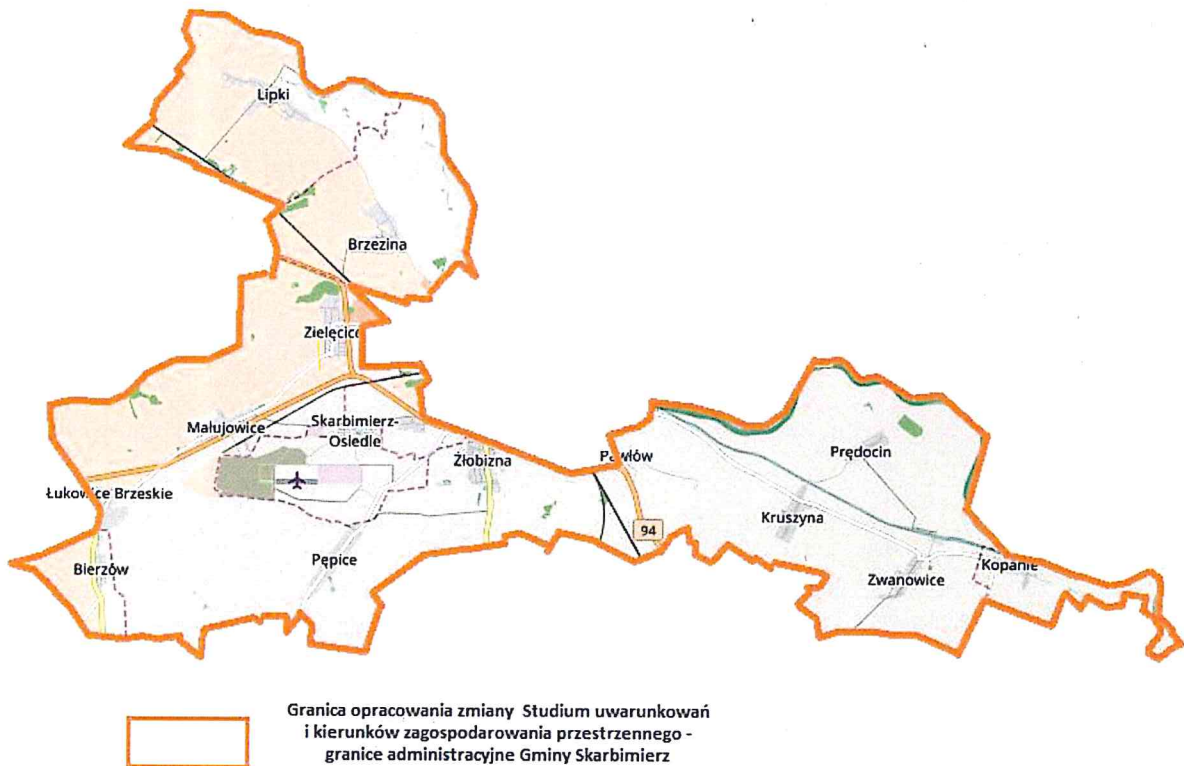 Lipki
Brzezina
Zielęcice
Małujowice
Skarbimierz-
Osiedle
Żłobizna
Pawłów
Prędocin
Łukowice Brzeskie
Kruszyna
94
Pępice
Bierzów
Zwanowice
Kopanie
Granica opracowania zmiany Studium uwarunkowań
i kierunków zagospodarowania przestrzennego -
granice administracyjne Gminy Skarbimierz